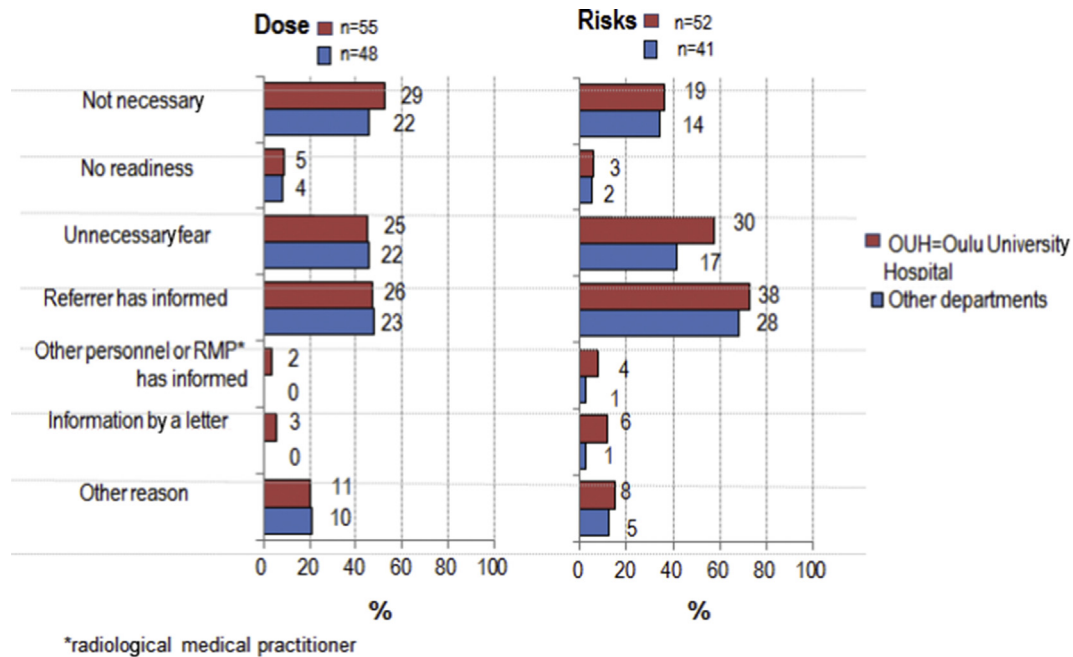 Dose n=55
n=48
Risks n=52
n=41
Not necessary 29 19
22 14
No readiness 5 3
4 2
Unnecessary fear 25 30
22 17
Referrer has informed 26 38
23 28
Other personnel or RMP* 2 4
has informed 0 1
Information by a letter 3 6
0 1
Other reason 11 8
10 5
OUH=Oulu University
Hospital
Other departments
0 20 40 60 80 100 0 20 40 60 80 100
% %
*radiological medical practitioner